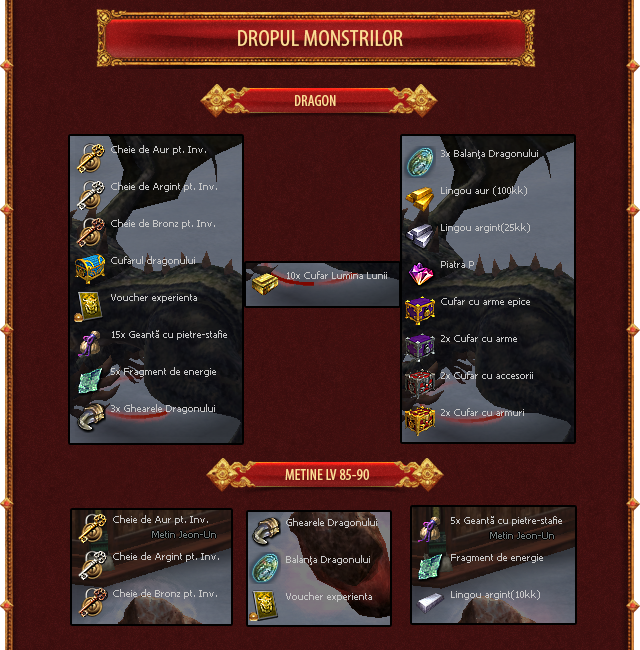 DROPUL MONSTRILOR
DRAGON
Cheie de Aur pt. Inv.
Cheie de Argint pt. Inv.
Cheie de Bronz pt. Inv.
Cufarul dragonului
Voucher experienta
15x Geantă cu pietre-stafie
5x Fragment de energie
3x Ghearele Dragonului
10x Cufar Lumina Lunii
3x Balanţa Dragonului
Lingou aur (100kk)
Lingou argint(25kk)
Piatra P
Cufar cu arme epice
2x Cufar cu arme
2x Cufar cu accesorii
2x Cufar cu armuri
METINE LV 85-90
Cheie de Aur pt. Inv.
Metin Jeon-Un
Cheie de Argint pt. Inv.
Cheie de Bronz pt. Inv.
Ghearele Dragonului
Balanţa Dragonului
Voucher experienta
5x Geantă cu pietre-stafie
Metin Jeon-Un
Fragment de energie
Lingou argint(10kk)